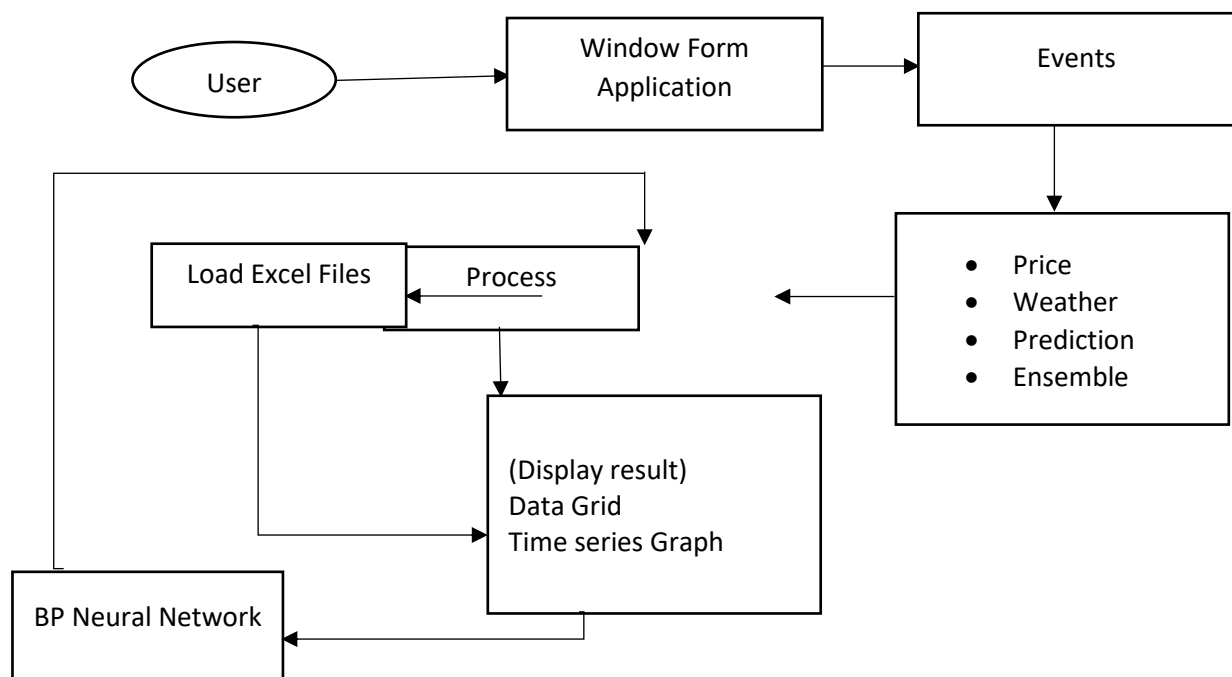 User
Window Form
Application
Events
Load Excel Files
Process
• Price
• Weather
• Prediction
• Ensemble
(Display result)
Data Grid
Time series Graph
BP Neural Network